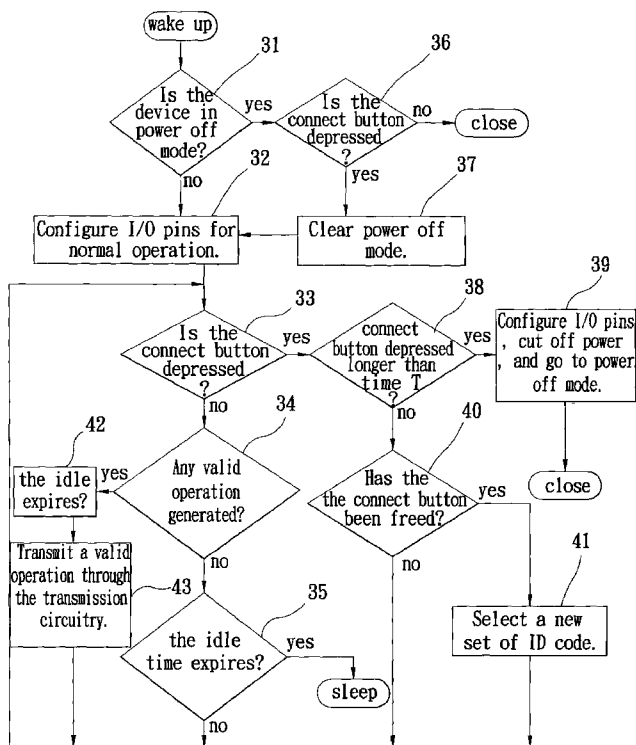 wake up
31
36
Is the
device in
power off
mode?
yes
no
Is the
connect button
depressed
?
no
yes
close
32
37
Configure I/O pins for
normal operation.
Clear power off
mode.
33
38
39
Is the
connect button
depressed
?
yes
no
connect
button depressed
longer than
time T
?
yes
no
Configure I/O pins
, cut off power
, and go to power
off mode.
close
42
34
40
the idle
expires?
yes
Any valid
operation
generated?
no
Has the
the connect button
been freed?
yes
no
41
Transmit a valid
operation through
the transmission
circuitry.
43
35
the idle
time expires?
yes
no
sleep
Select a new
set of ID code.